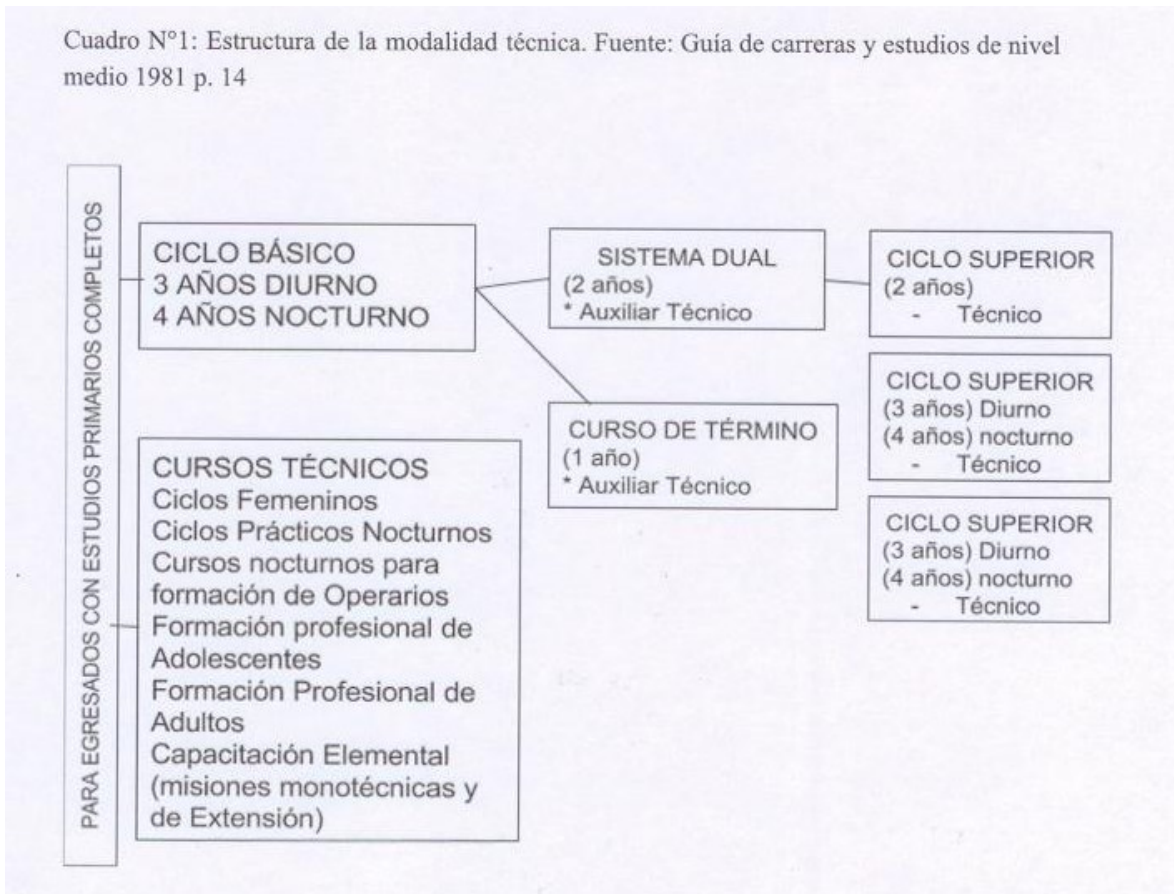 Cuadro N°1: Estructura de la modalidad técnica. Fuente: Guía de carreras y estudios de nivel
medio 1981 p. 14
PARA EGRESADOS CON ESTUDIOS PRIMARIOS COMPLETOS
CICLO BÁSICO
3 AÑOS DIURNO
4 AÑOS NOCTURNO
CURSOS TÉCNICOS
Ciclos Femeninos
Ciclos Prácticos Nocturnos
Cursos nocturnos para
formación de Operarios
Formación profesional de
Adolescentes
Formación Profesional de
Adultos
Capacitación Elemental
(misiones monotécnicas y
de Extensión)
SISTEMA DUAL
(2 años)
* Auxiliar Técnico
CURSO DE TÉRMINO
(1 año)
* Auxiliar Técnico
CICLO SUPERIOR
(2 años)
- Técnico
CICLO SUPERIOR
(3 años) Diurno
(4 años) nocturno
- Técnico
CICLO SUPERIOR
(3 años) Diurno
(4 años) nocturno
- Técnico